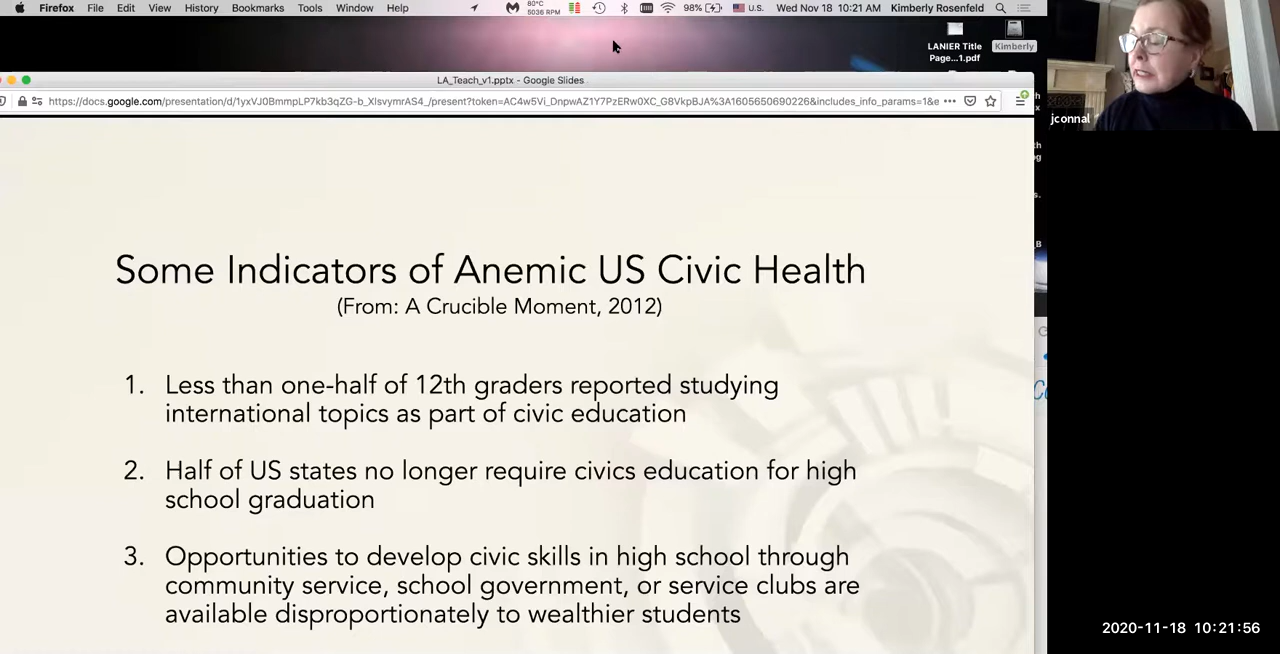 Firefox File Edit View History Bookmarks Tools Window Help 80°C 5036 RPM 98% U.S. Wed Nov 18 10:21 AM Kimberly Rosenfeld
LANIER Title
Page...1.pdf
Kimberly
jconnal
LA_Teach_v1.pptx - Google Slides
Some Indicators of Anemic US Civic Health
(From: A Crucible Moment, 2012)
1. Less than one-half of 12th graders reported studying
international topics as part of civic education
2. Half of US states no longer require civics education for high
school graduation
3. Opportunities to develop civic skills in high school through
community service, school government, or service clubs are
available disproportionately to wealthier students
2020-11-18 10:21:56